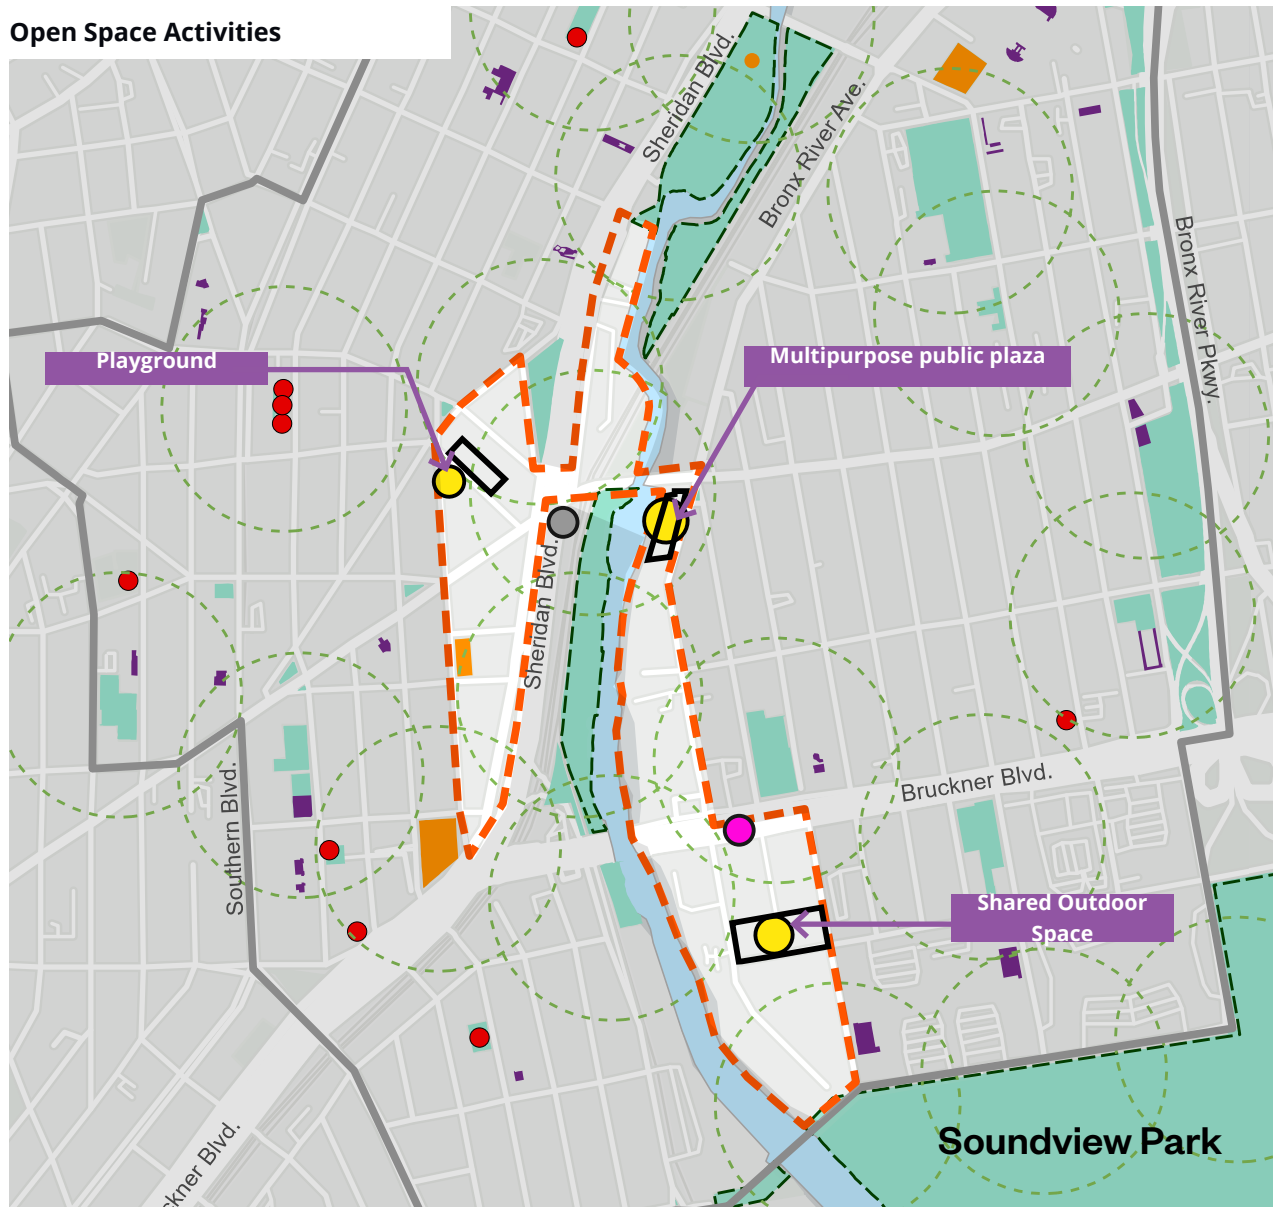 Open Space Activities
Sheridan Blvd.
Bronx River Ave.
Bronx River Pkwy.
Playground
Multipurpose public plaza
Sheridan Blvd.
Bruckner Blvd.
Southern Blvd.
Shared Outdoor
Space
Soundview Park
ckner Blvd.